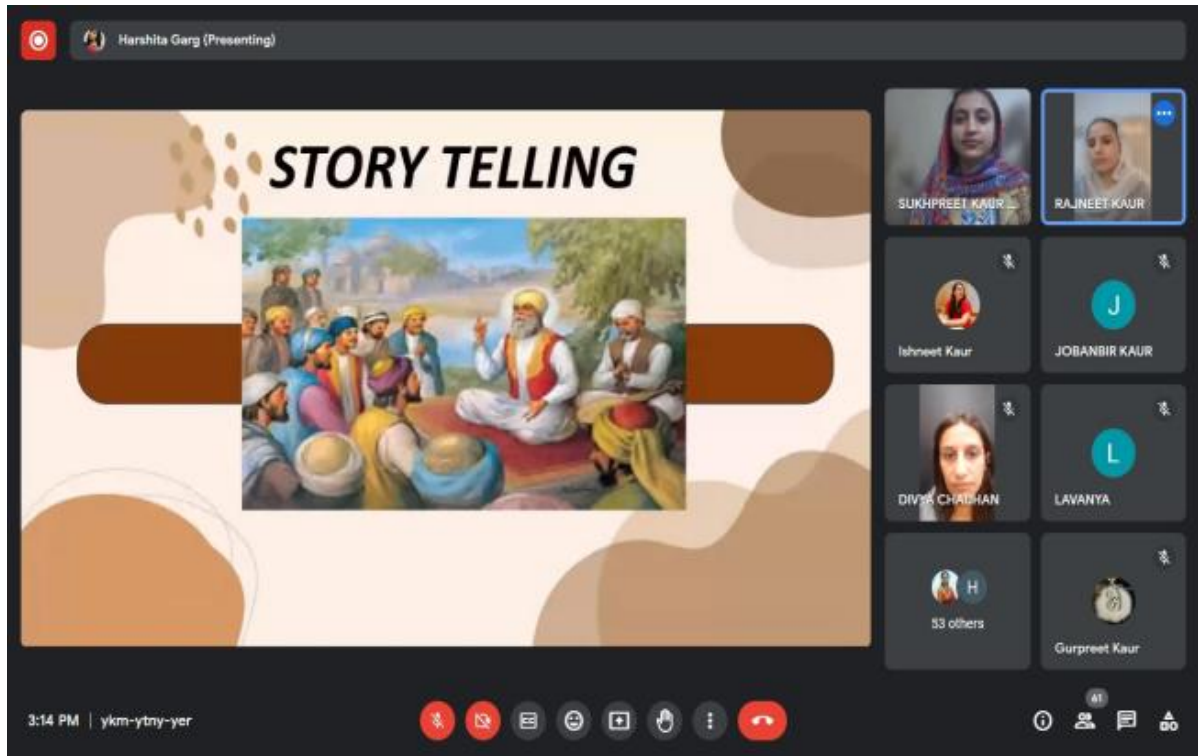 Harshita Garg (Presenting)
STORY TELLING
SUKHPREET KAUR ...
RAJNEET KAUR
Ishneet Kaur
J
JOBANBIR KAUR
DIVYA CHAUHAN
L
LAVANYA
H
53 others
Gurpreet Kaur
3:14 PM | ykm-ytny-yer
61